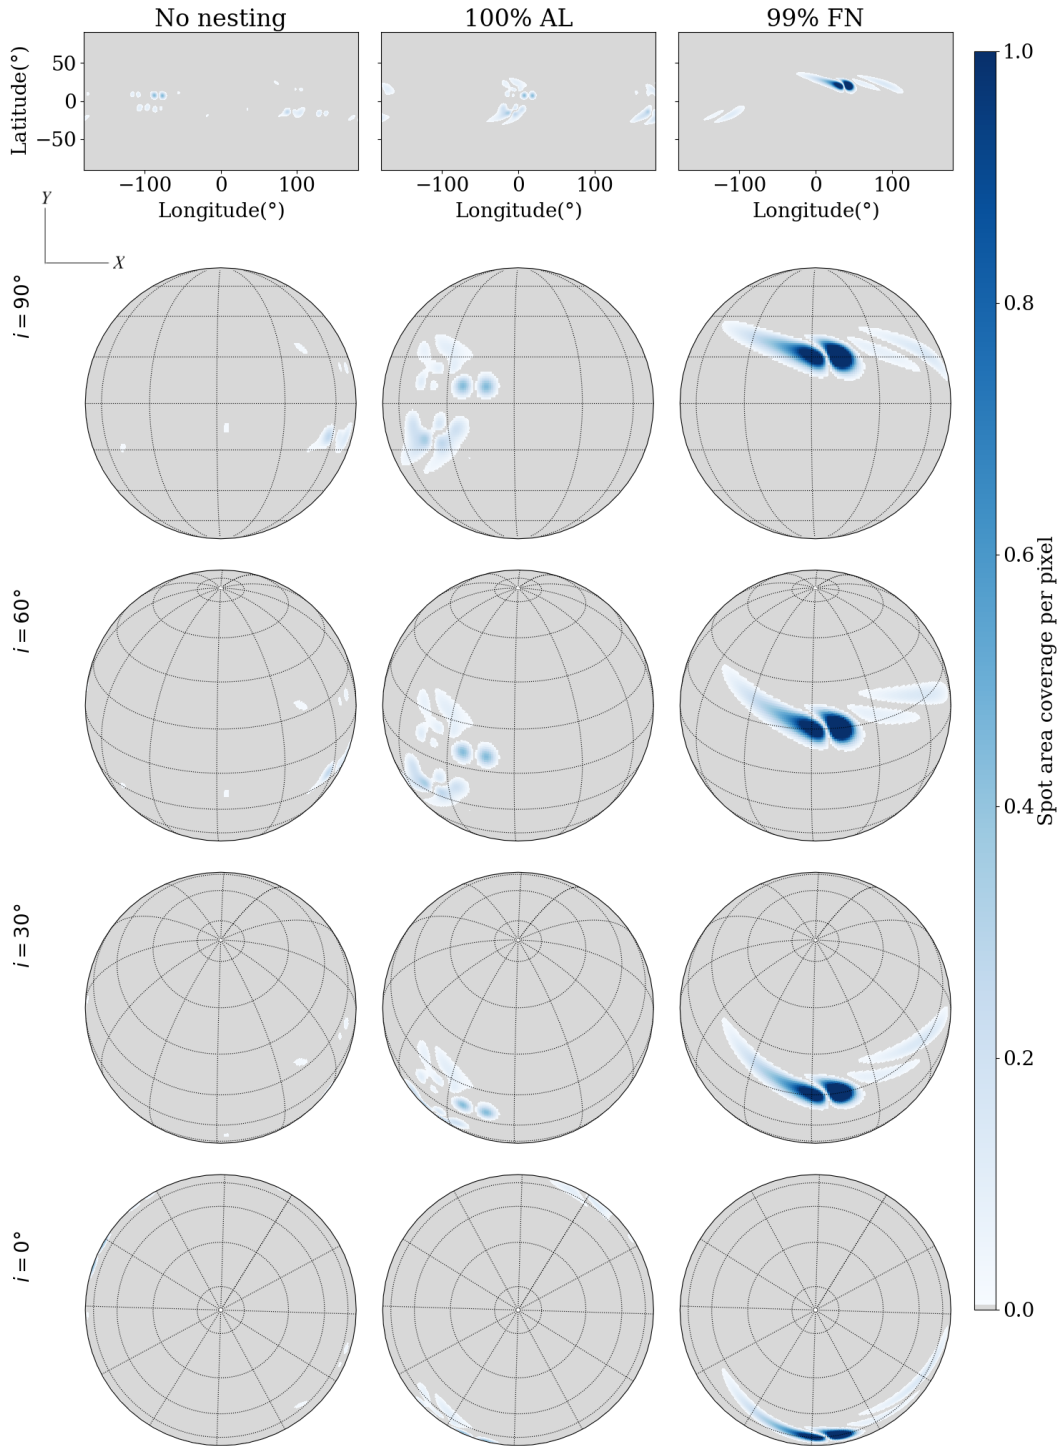 No nesting 100% AL 99% FN
Latitude(°)
50
0
−50
−100 0 100 −100 0 100 −100 0 100
Longitude(°) Longitude(°) Longitude(°)
Y
X
i = 90°
i = 60°
i = 30°
i = 0°
1.0
0.8
0.6
0.4
0.2
0.0
Spot area coverage per pixel